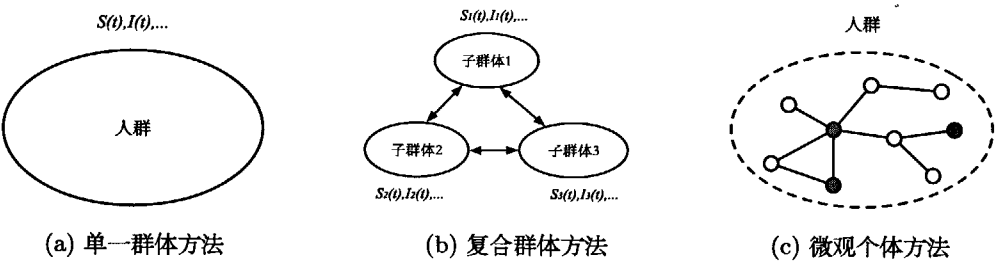 S(t),I(t),...
人群
(a) 单一群体方法
S₁(t),I₁(t),...
子群体1
子群体2
子群体3
S₂(t),I₂(t),...
S₃(t),I₃(t),...
(b) 复合群体方法
人群
(c) 微观个体方法